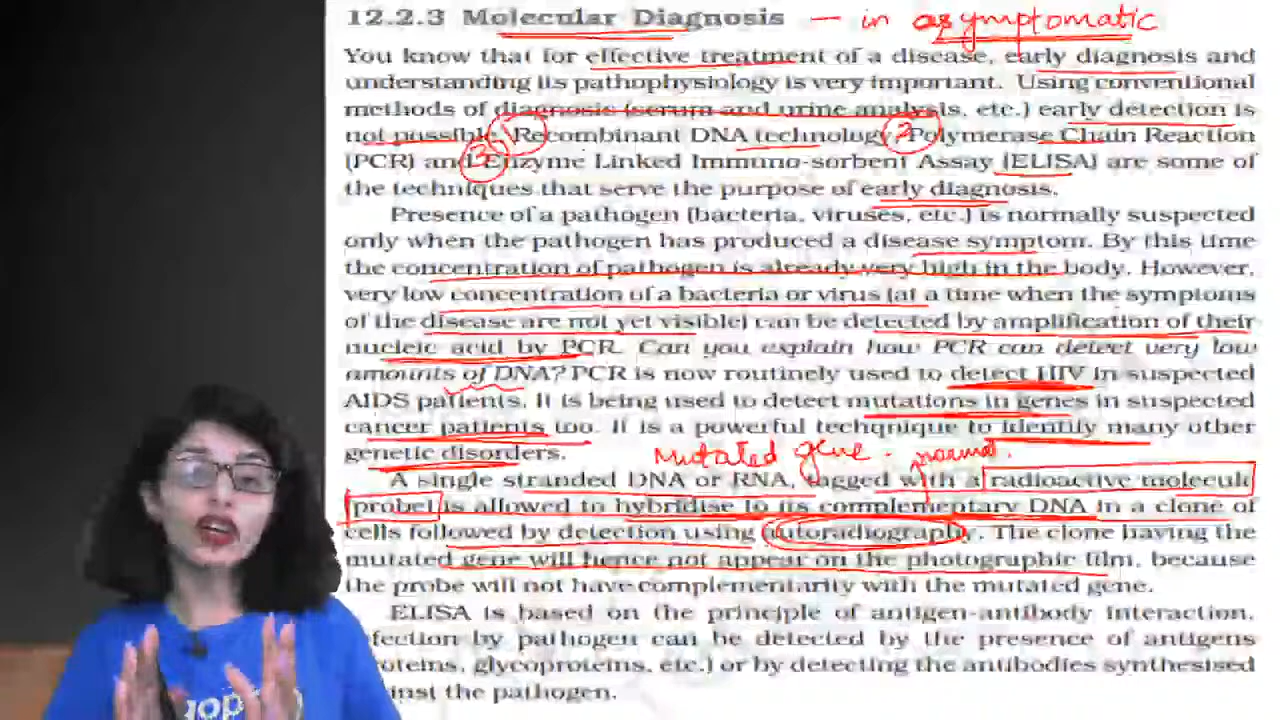 12.2.3 Molecular Diagnosis — in asymptomatic
You know that for effective treatment of a disease, early diagnosis and
understanding its pathophysiology is very important. Using conventional
methods of diagnosis (serum and urine analysis, etc.) early detection is
not possible. 1 Recombinant DNA technology, 2 Polymerase Chain Reaction
(PCR) and 3 Enzyme Linked Immuno-sorbent Assay (ELISA) are some of
the techniques that serve the purpose of early diagnosis.
Presence of a pathogen (bacteria, viruses, etc.) is normally suspected
only when the pathogen has produced a disease symptom. By this time
the concentration of pathogen is already very high in the body. However,
very low concentration of a bacteria or virus (at a time when the symptoms
of the disease are not yet visible) can be detected by amplification of their
nucleic acid by PCR. Can you explain how PCR can detect very low
amounts of DNA? PCR is now routinely used to detect HIV in suspected
AIDS patients. It is being used to detect mutations in genes in suspected
cancer patients too. It is a powerful techqnique to identify many other
genetic disorders.
Mutated gene. normal.
A single stranded DNA or RNA, tagged with a radioactive molecule
(probe) is allowed to hybridise to its complementary DNA in a clone of
cells followed by detection using autoradiography. The clone having the
mutated gene will hence not appear on the photographic film, because
the probe will not have complementarity with the mutated gene.
ELISA is based on the principle of antigen-antibody interaction.
fection by pathogen can be detected by the presence of antigens
roteins, glycoproteins, etc.) or by detecting the antibodies synthesised
inst the pathogen.